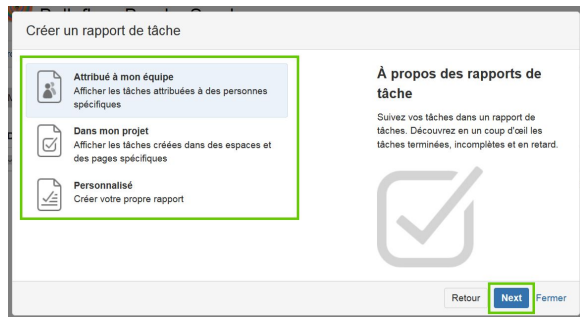 Créer un rapport de tâche
Attribué à mon équipe
Afficher les tâches attribuées à des personnes
spécifiques
Dans mon projet
Afficher les tâches créées dans des espaces et
des pages spécifiques
Personnalisé
Créer votre propre rapport
À propos des rapports de
tâche
Suivez vos tâches dans un rapport de
tâches. Découvrez en un coup d'œil les
tâches terminées, incomplètes et en retard.
Retour
Next
Fermer